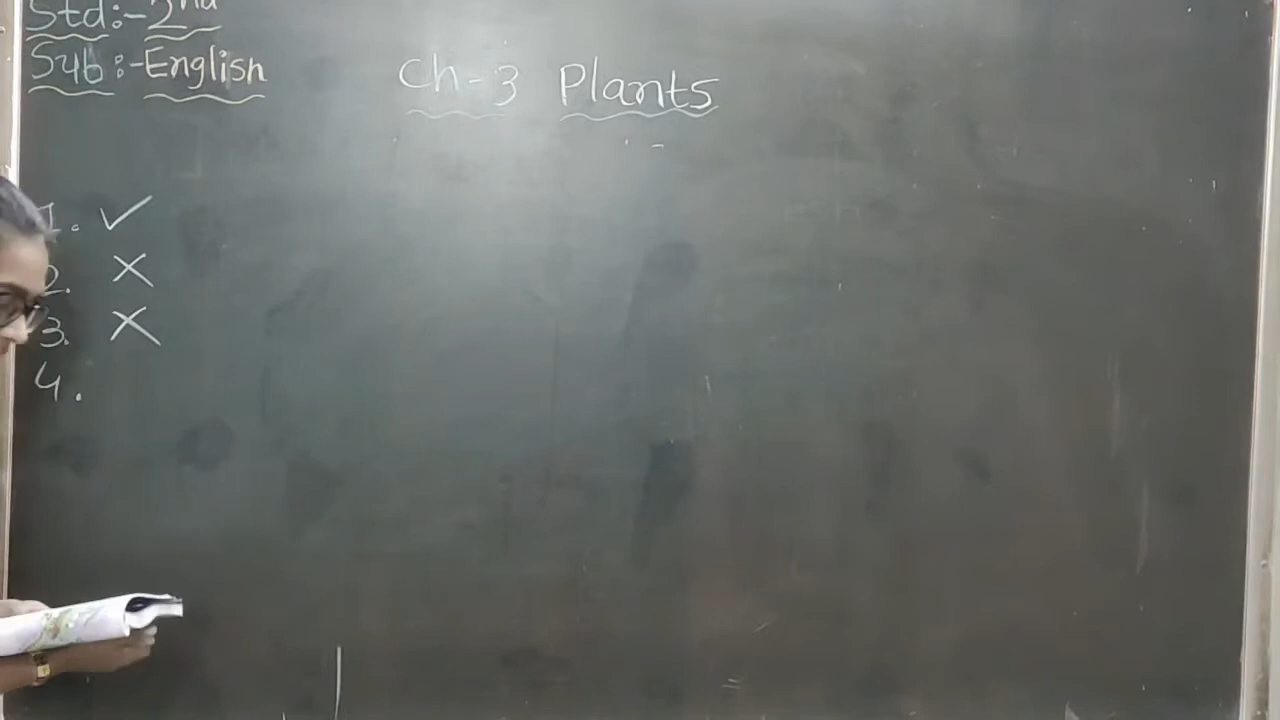 Std:-2nd
Sub:-English
Ch-3 Plants
1. ✓
2. ✗
3. ✗
4.